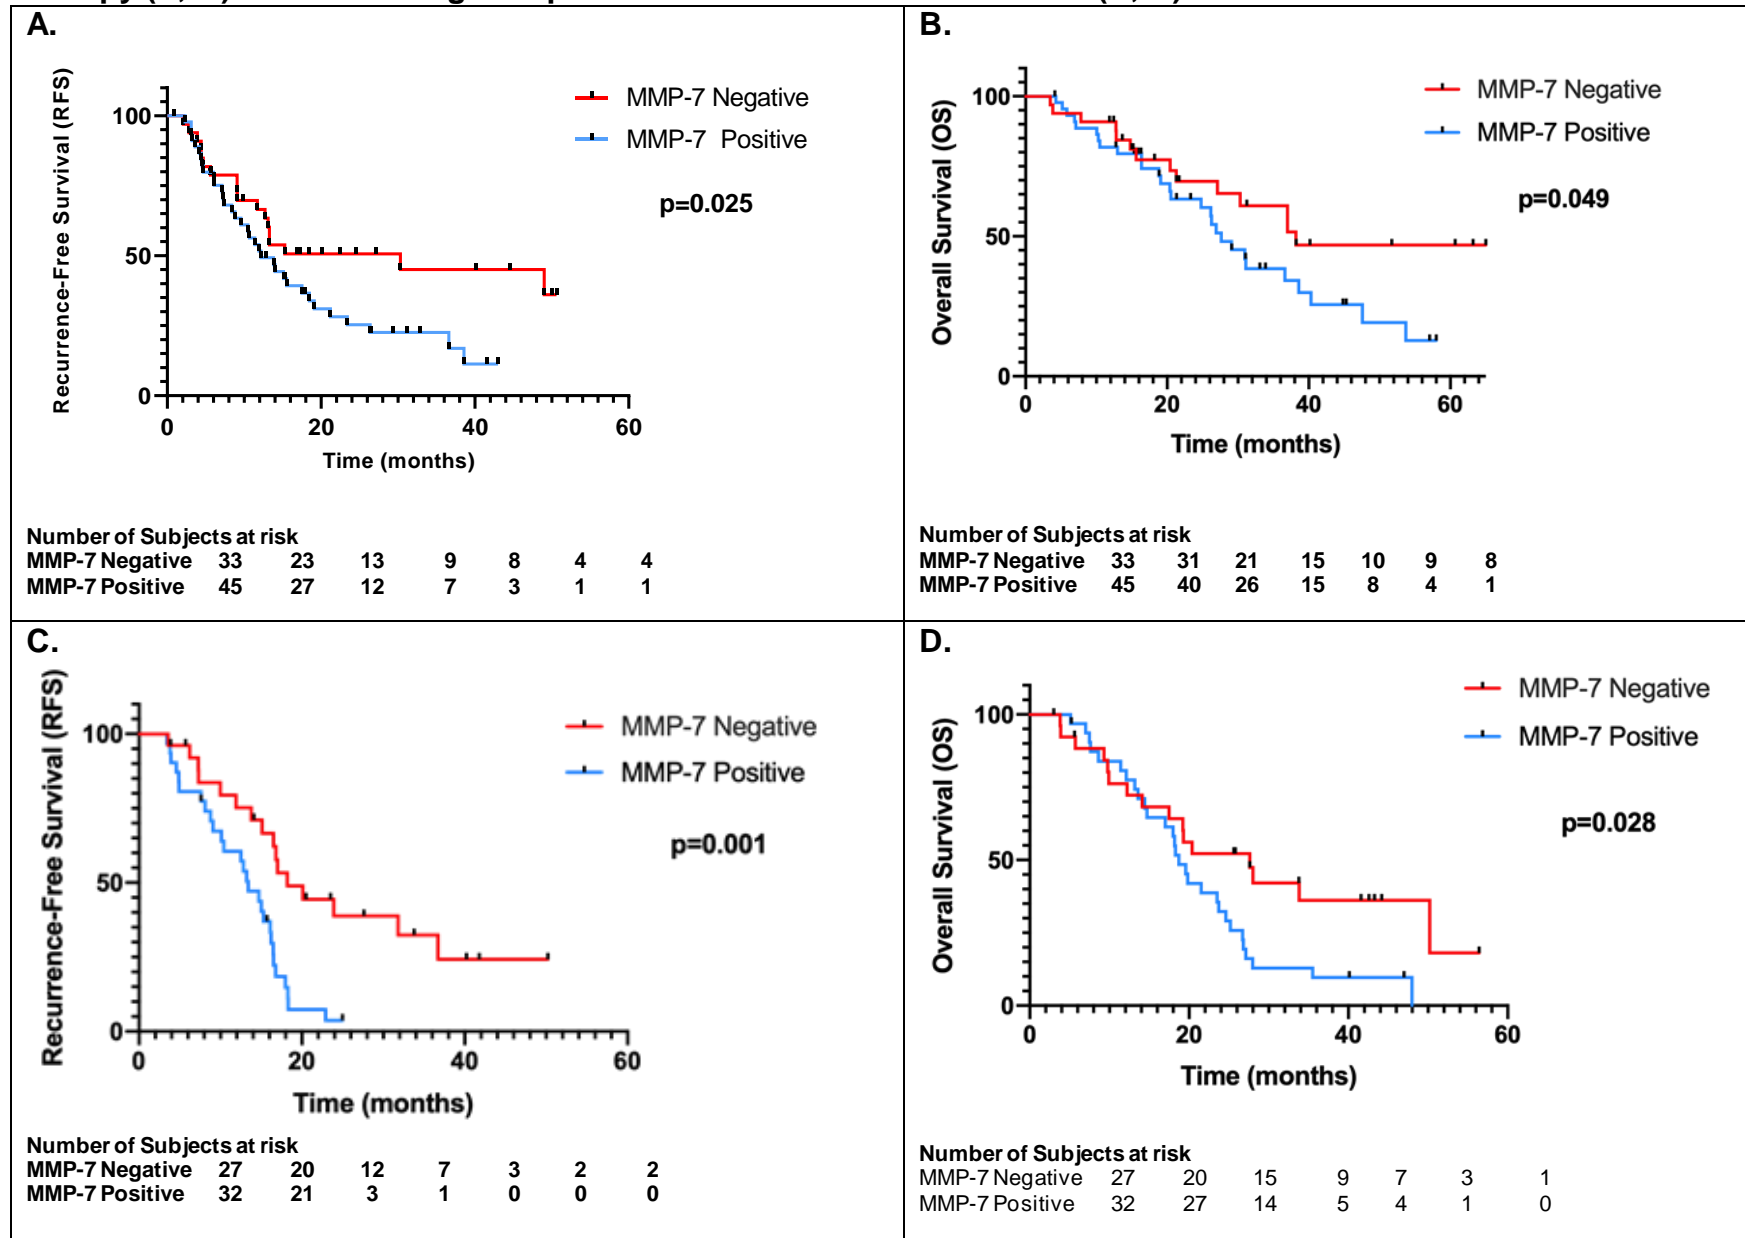 A.
Recurrence-Free Survival (RFS)
100
50
0
0 20 40 60
Time (months)
MMP-7 Negative
MMP-7 Positive
p=0.025
Number of Subjects at risk
MMP-7 Negative 33 23 13 9 8 4 4
MMP-7 Positive 45 27 12 7 3 1 1
B.
Overall Survival (OS)
100
50
0
0 20 40 60
Time (months)
MMP-7 Negative
MMP-7 Positive
p=0.049
Number of Subjects at risk
MMP-7 Negative 33 31 21 15 10 9 8
MMP-7 Positive 45 40 26 15 8 4 1
C.
Recurrence-Free Survival (RFS)
100
50
0
0 20 40 60
Time (months)
MMP-7 Negative
MMP-7 Positive
p=0.001
Number of Subjects at risk
MMP-7 Negative 27 20 12 7 3 2 2
MMP-7 Positive 32 21 3 1 0 0 0
D.
Overall Survival (OS)
100
50
0
0 20 40 60
Time (months)
MMP-7 Negative
MMP-7 Positive
p=0.028
Number of Subjects at risk
MMP-7 Negative 27 20 15 9 7 3 1
MMP-7 Positive 32 27 14 5 4 1 0